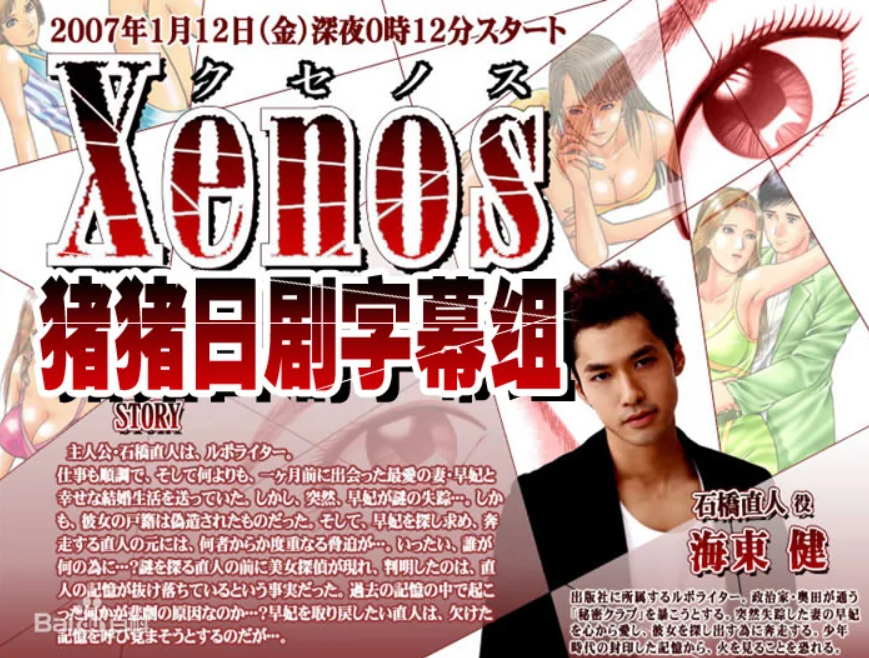 2007年1月12日(金)深夜0時12分スタート
クセノス
Xenos
猪猪日剧字幕组
STORY
主人公・石橋直人は、ルポライター。
仕事も順調で、そして何よりも、一ヶ月前に出会った最愛の妻・早妃と
幸せな結婚生活を送っていた。しかし、突然、早妃が謎の失踪…。しか
も、彼女の戸籍は偽造されたものだった。そして、早妃を探し求め、奔
走する直人の元には、何者からか度重なる脅迫が…。いったい、誰が
何の為に…?謎を探る直人の前に美女探偵が現れ、判明したのは、直
人の記憶が抜け落ちているという事実だった。過去の記憶の中で起こ
った何かが悲劇の原因なのか…?早妃を取り戻したい直人は、欠けた
記憶を呼び覚まそうとするのだが…。
石橋直人 役
海東 健
出版社に所属するルポライター。政治家・奥田が通う
「秘密クラブ」を暴こうとする。突然失踪した妻の早妃
を心から愛し、彼女を探し出す為に奔走する。少年
時代の封印した記憶から、火を見ることを恐れる。
Baidu百科